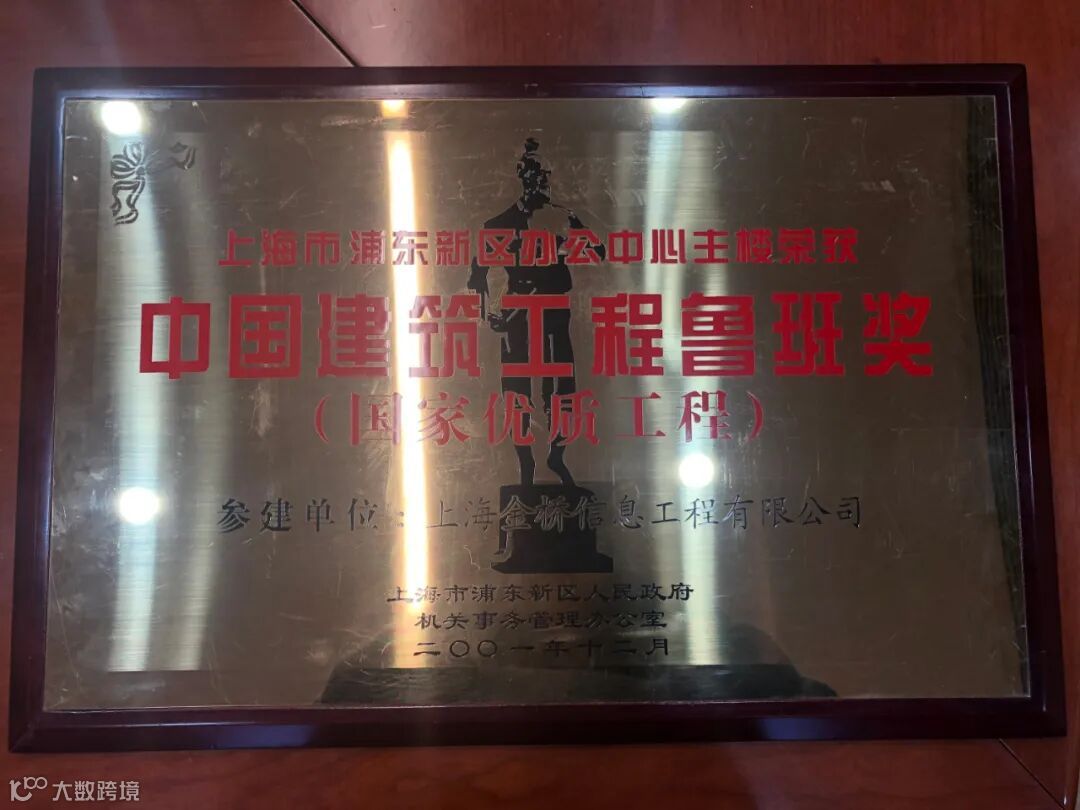 上海市浦东新区办公中心主楼荣获
中国建筑工程鲁班奖
(国家优质工程)
参建单位：上海金桥信息工程有限公司
上海市浦东新区人民政府
机关事务管理办公室
二〇〇一年十二月
大数跨境